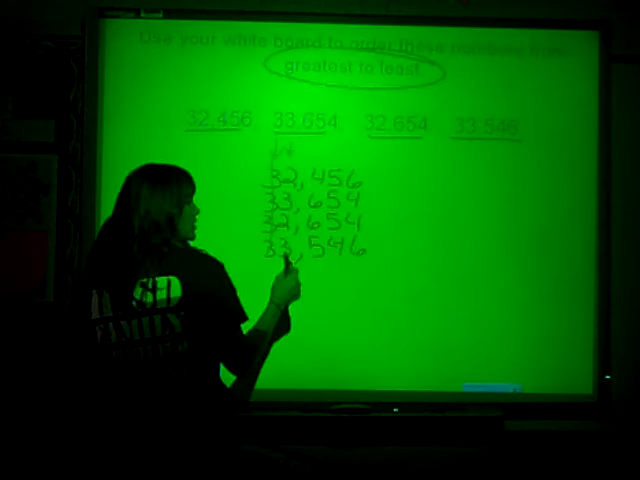 Use your white board to order these numbers from
greatest to least.
32,456 33,654 32,654 33,546
32,456
33,654
32,654
33,546
FAMILY